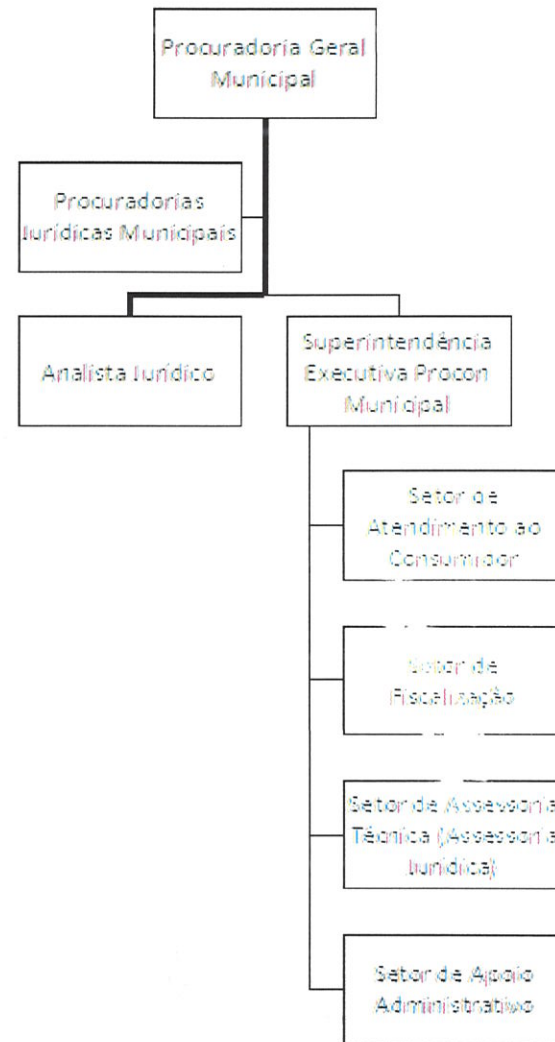 Procuradoria Geral
Municipal
Procuradorias
Jurídicas Municipais
Analista Jurídico
Superintendência
Executiva Procon
Municipal
Setor de
Atendimento ao
Consumidor
Setor de
Fiscalização
Setor de Assessoria
Técnica (Assessoria
Jurídica)
Setor de Apoio
Administrativo